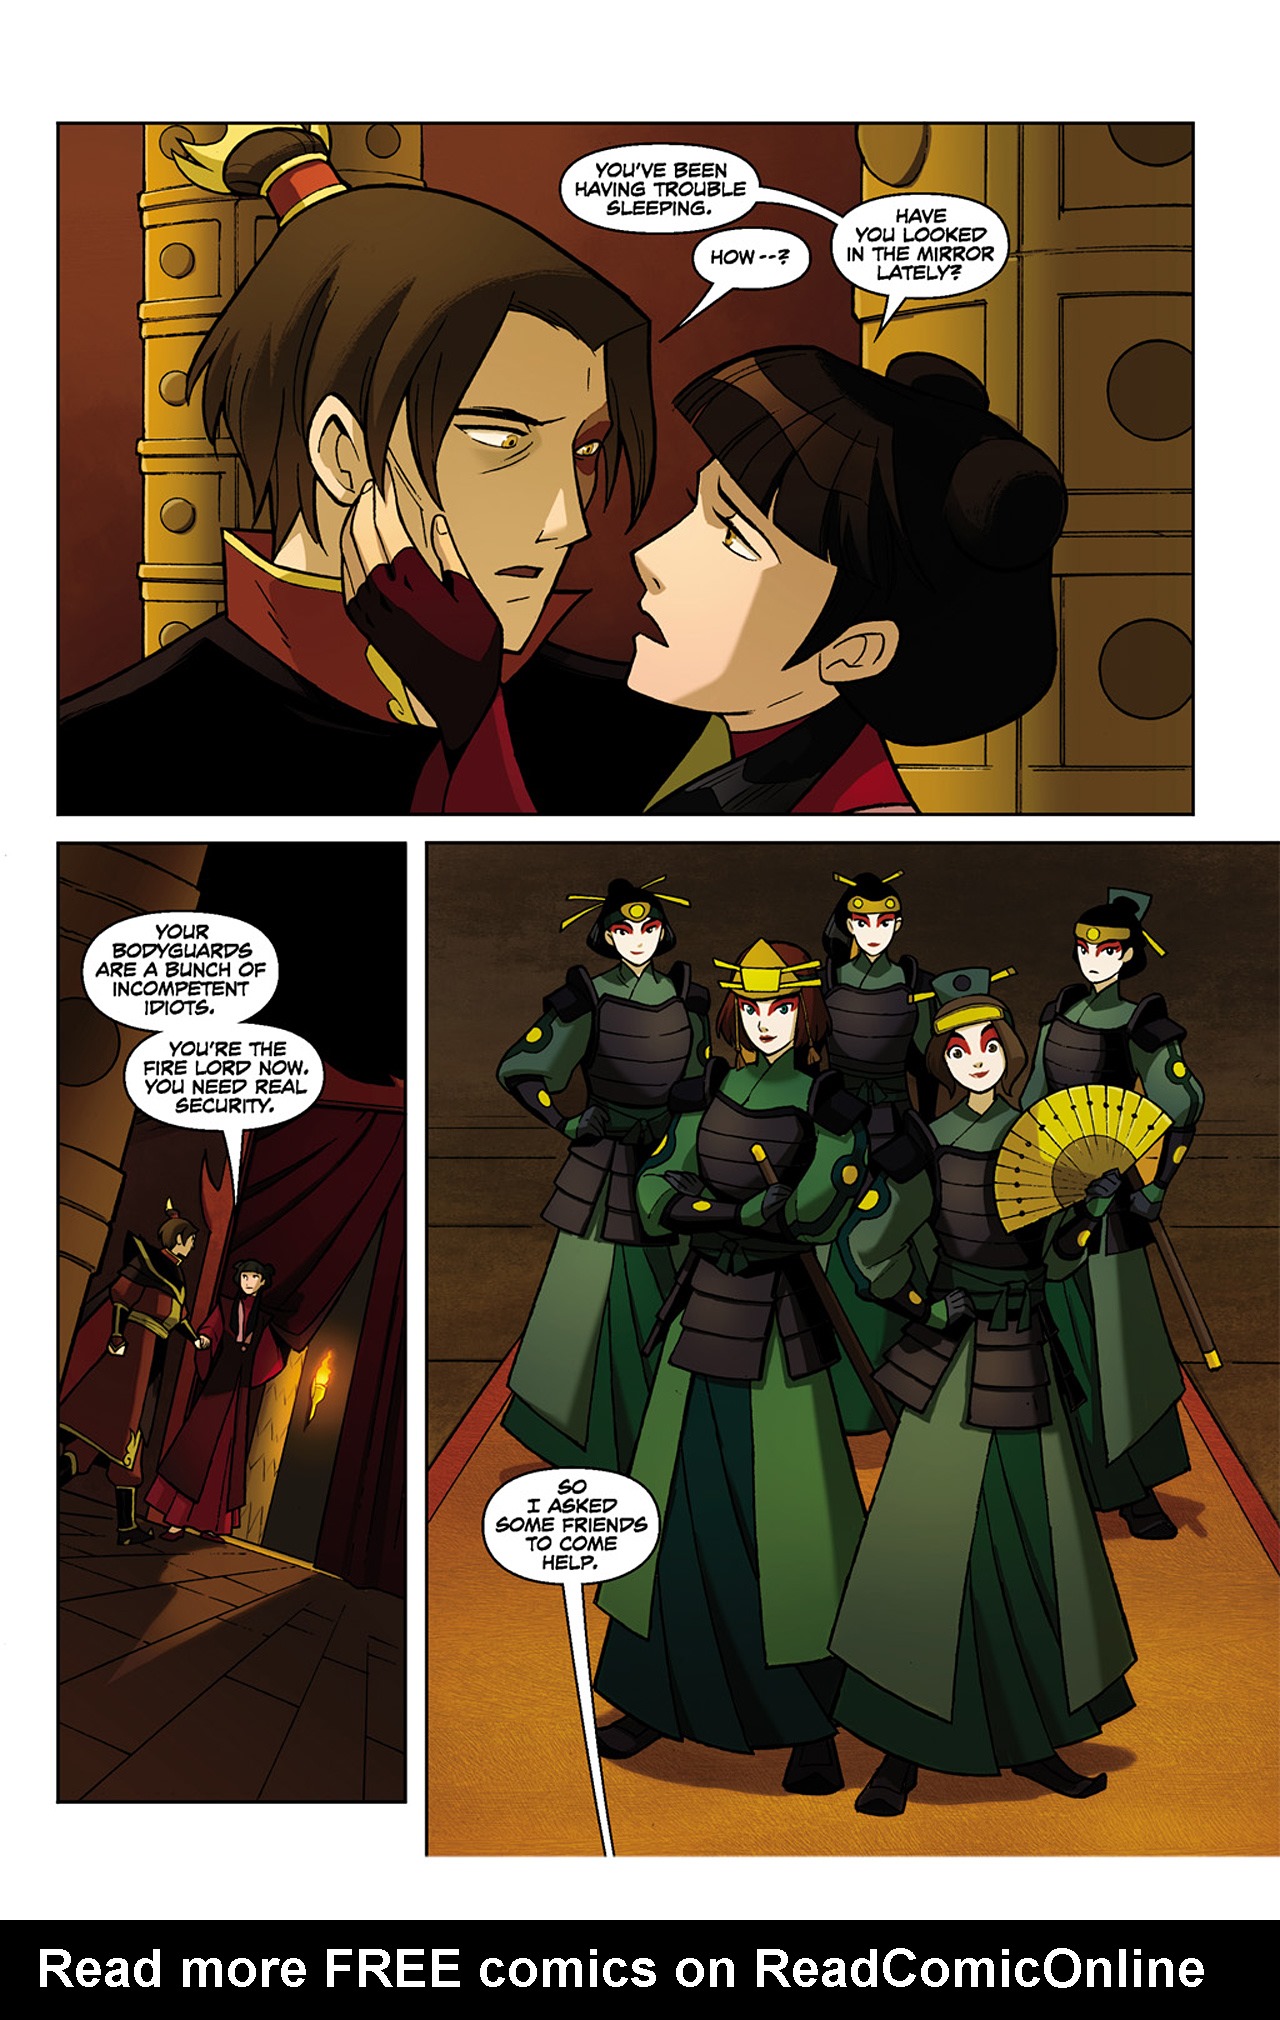 YOU'VE BEEN
HAVING TROUBLE
SLEEPING.
HOW --?
HAVE
YOU LOOKED
IN THE MIRROR
LATELY?
YOUR
BODYGUARDS
ARE A BUNCH OF
INCOMPETENT
IDIOTS.
YOU'RE THE
FIRE LORD NOW.
YOU NEED REAL
SECURITY.
SO
I ASKED
SOME FRIENDS
TO COME
HELP.
Read more FREE comics on ReadComicOnline